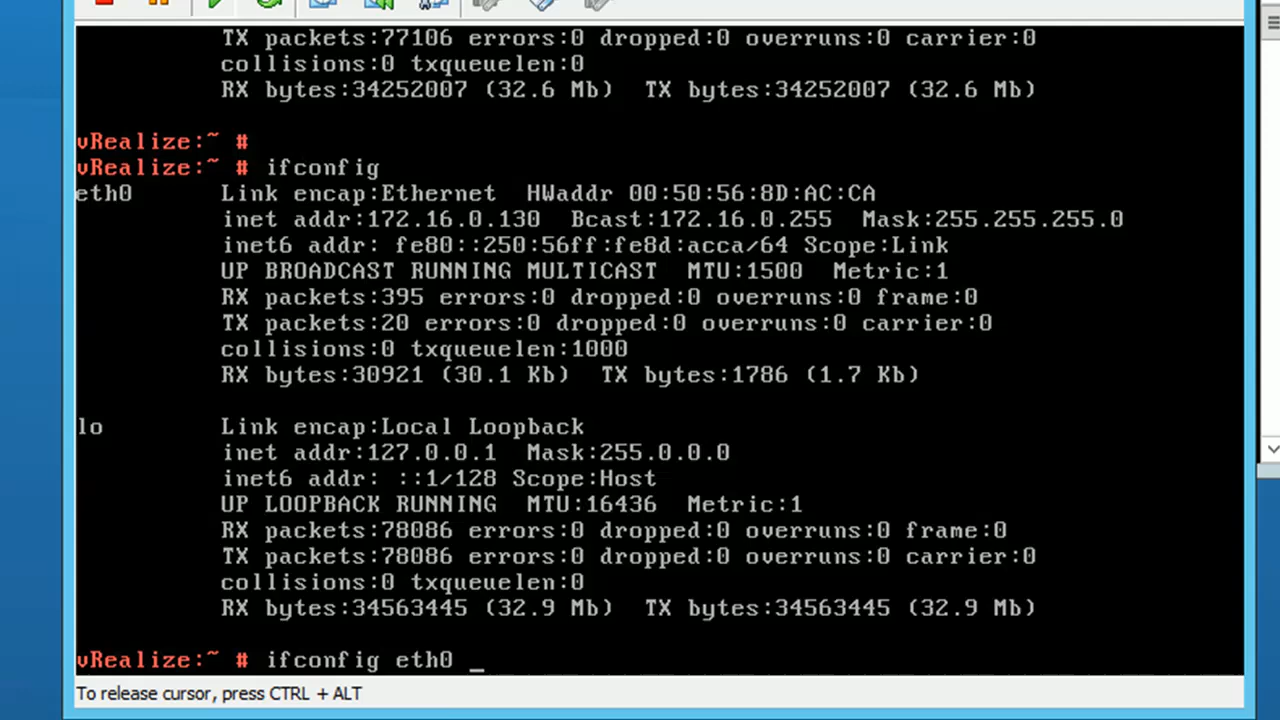 TX packets:77106 errors:0 dropped:0 overruns:0 carrier:0
collisions:0 txqueuelen:0
RX bytes:34252007 (32.6 Mb)  TX bytes:34252007 (32.6 Mb)
vRealize:~ #
vRealize:~ # ifconfig
eth0      Link encap:Ethernet  HWaddr 00:50:56:8D:AC:CA
inet addr:172.16.0.130  Bcast:172.16.0.255  Mask:255.255.255.0
inet6 addr: fe80::250:56ff:fe8d:acca/64 Scope:Link
UP BROADCAST RUNNING MULTICAST  MTU:1500  Metric:1
RX packets:395 errors:0 dropped:0 overruns:0 frame:0
TX packets:20 errors:0 dropped:0 overruns:0 carrier:0
collisions:0 txqueuelen:1000
RX bytes:30921 (30.1 Kb)  TX bytes:1786 (1.7 Kb)
lo        Link encap:Local Loopback
inet addr:127.0.0.1  Mask:255.0.0.0
inet6 addr: ::1/128 Scope:Host
UP LOOPBACK RUNNING  MTU:16436  Metric:1
RX packets:78086 errors:0 dropped:0 overruns:0 frame:0
TX packets:78086 errors:0 dropped:0 overruns:0 carrier:0
collisions:0 txqueuelen:0
RX bytes:34563445 (32.9 Mb)  TX bytes:34563445 (32.9 Mb)
vRealize:~ # ifconfig eth0 _
To release cursor, press CTRL + ALT